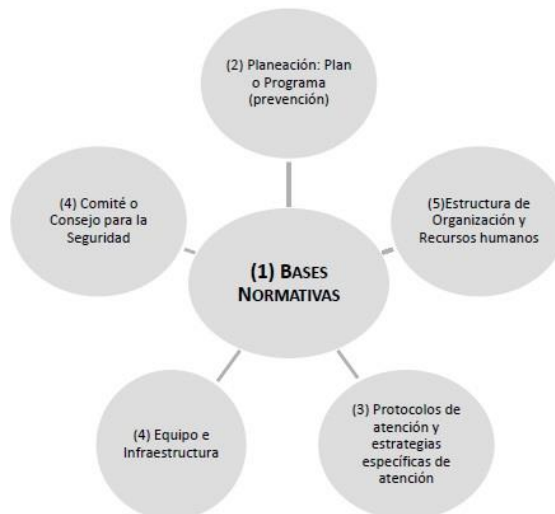 (2) Planeación: Plan
o Programa
(prevención)
(4) Comité o
Consejo para la
Seguridad
(5)Estructura de
Organización y
Recursos humanos
(1) BASES
NORMATIVAS
(4) Equipo e
Infraestructura
(3) Protocolos de
atención y
estrategias
específicas de
atención